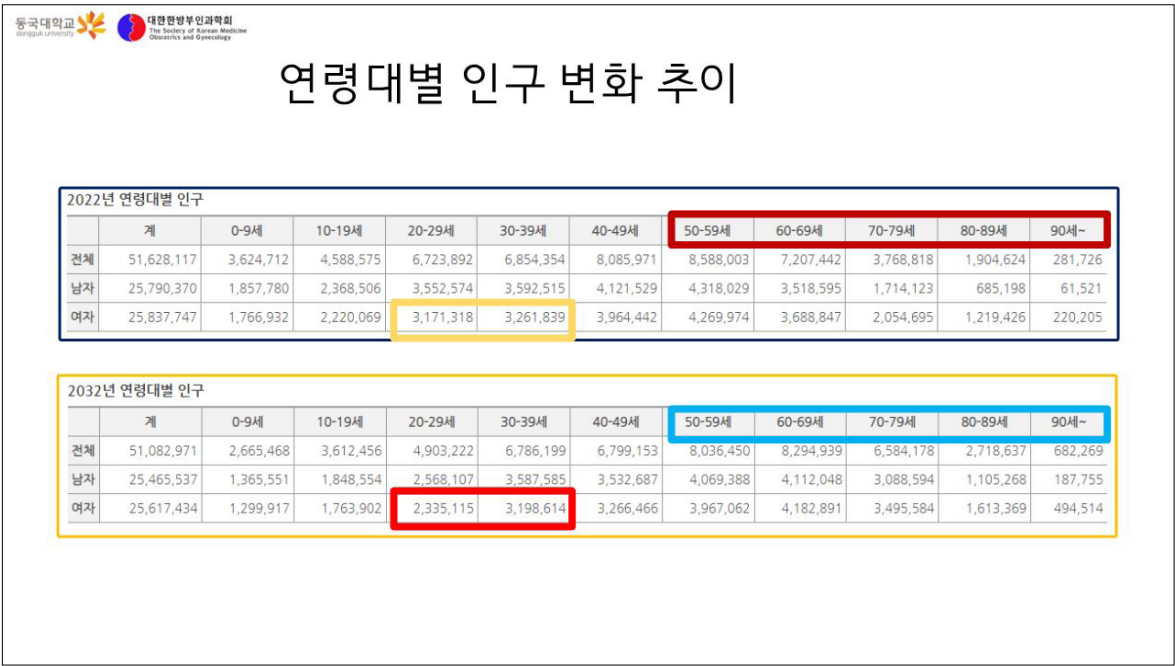 동국대학교
dongguk university
대한한방부인과학회
The Society of Korean Medicine
Obstetrics and Gynecology
연령대별 인구 변화 추이
2022년 연령대별 인구
계 0-9세 10-19세 20-29세 30-39세 40-49세 50-59세 60-69세 70-79세 80-89세 90세~
전체 51,628,117 3,624,712 4,588,575 6,723,892 6,854,354 8,085,971 8,588,003 7,207,442 3,768,818 1,904,624 281,726
남자 25,790,370 1,857,780 2,368,506 3,552,574 3,592,515 4,121,529 4,318,029 3,518,595 1,714,123 685,198 61,521
여자 25,837,747 1,766,932 2,220,069 3,171,318 3,261,839 3,964,442 4,269,974 3,688,847 2,054,695 1,219,426 220,205
2032년 연령대별 인구
계 0-9세 10-19세 20-29세 30-39세 40-49세 50-59세 60-69세 70-79세 80-89세 90세~
전체 51,082,971 2,665,468 3,612,456 4,903,222 6,786,199 6,799,153 8,036,450 8,294,939 6,584,178 2,718,637 682,269
남자 25,465,537 1,365,551 1,848,554 2,568,107 3,587,585 3,532,687 4,069,388 4,112,048 3,088,594 1,105,268 187,755
여자 25,617,434 1,299,917 1,763,902 2,335,115 3,198,614 3,266,466 3,967,062 4,182,891 3,495,584 1,613,369 494,514